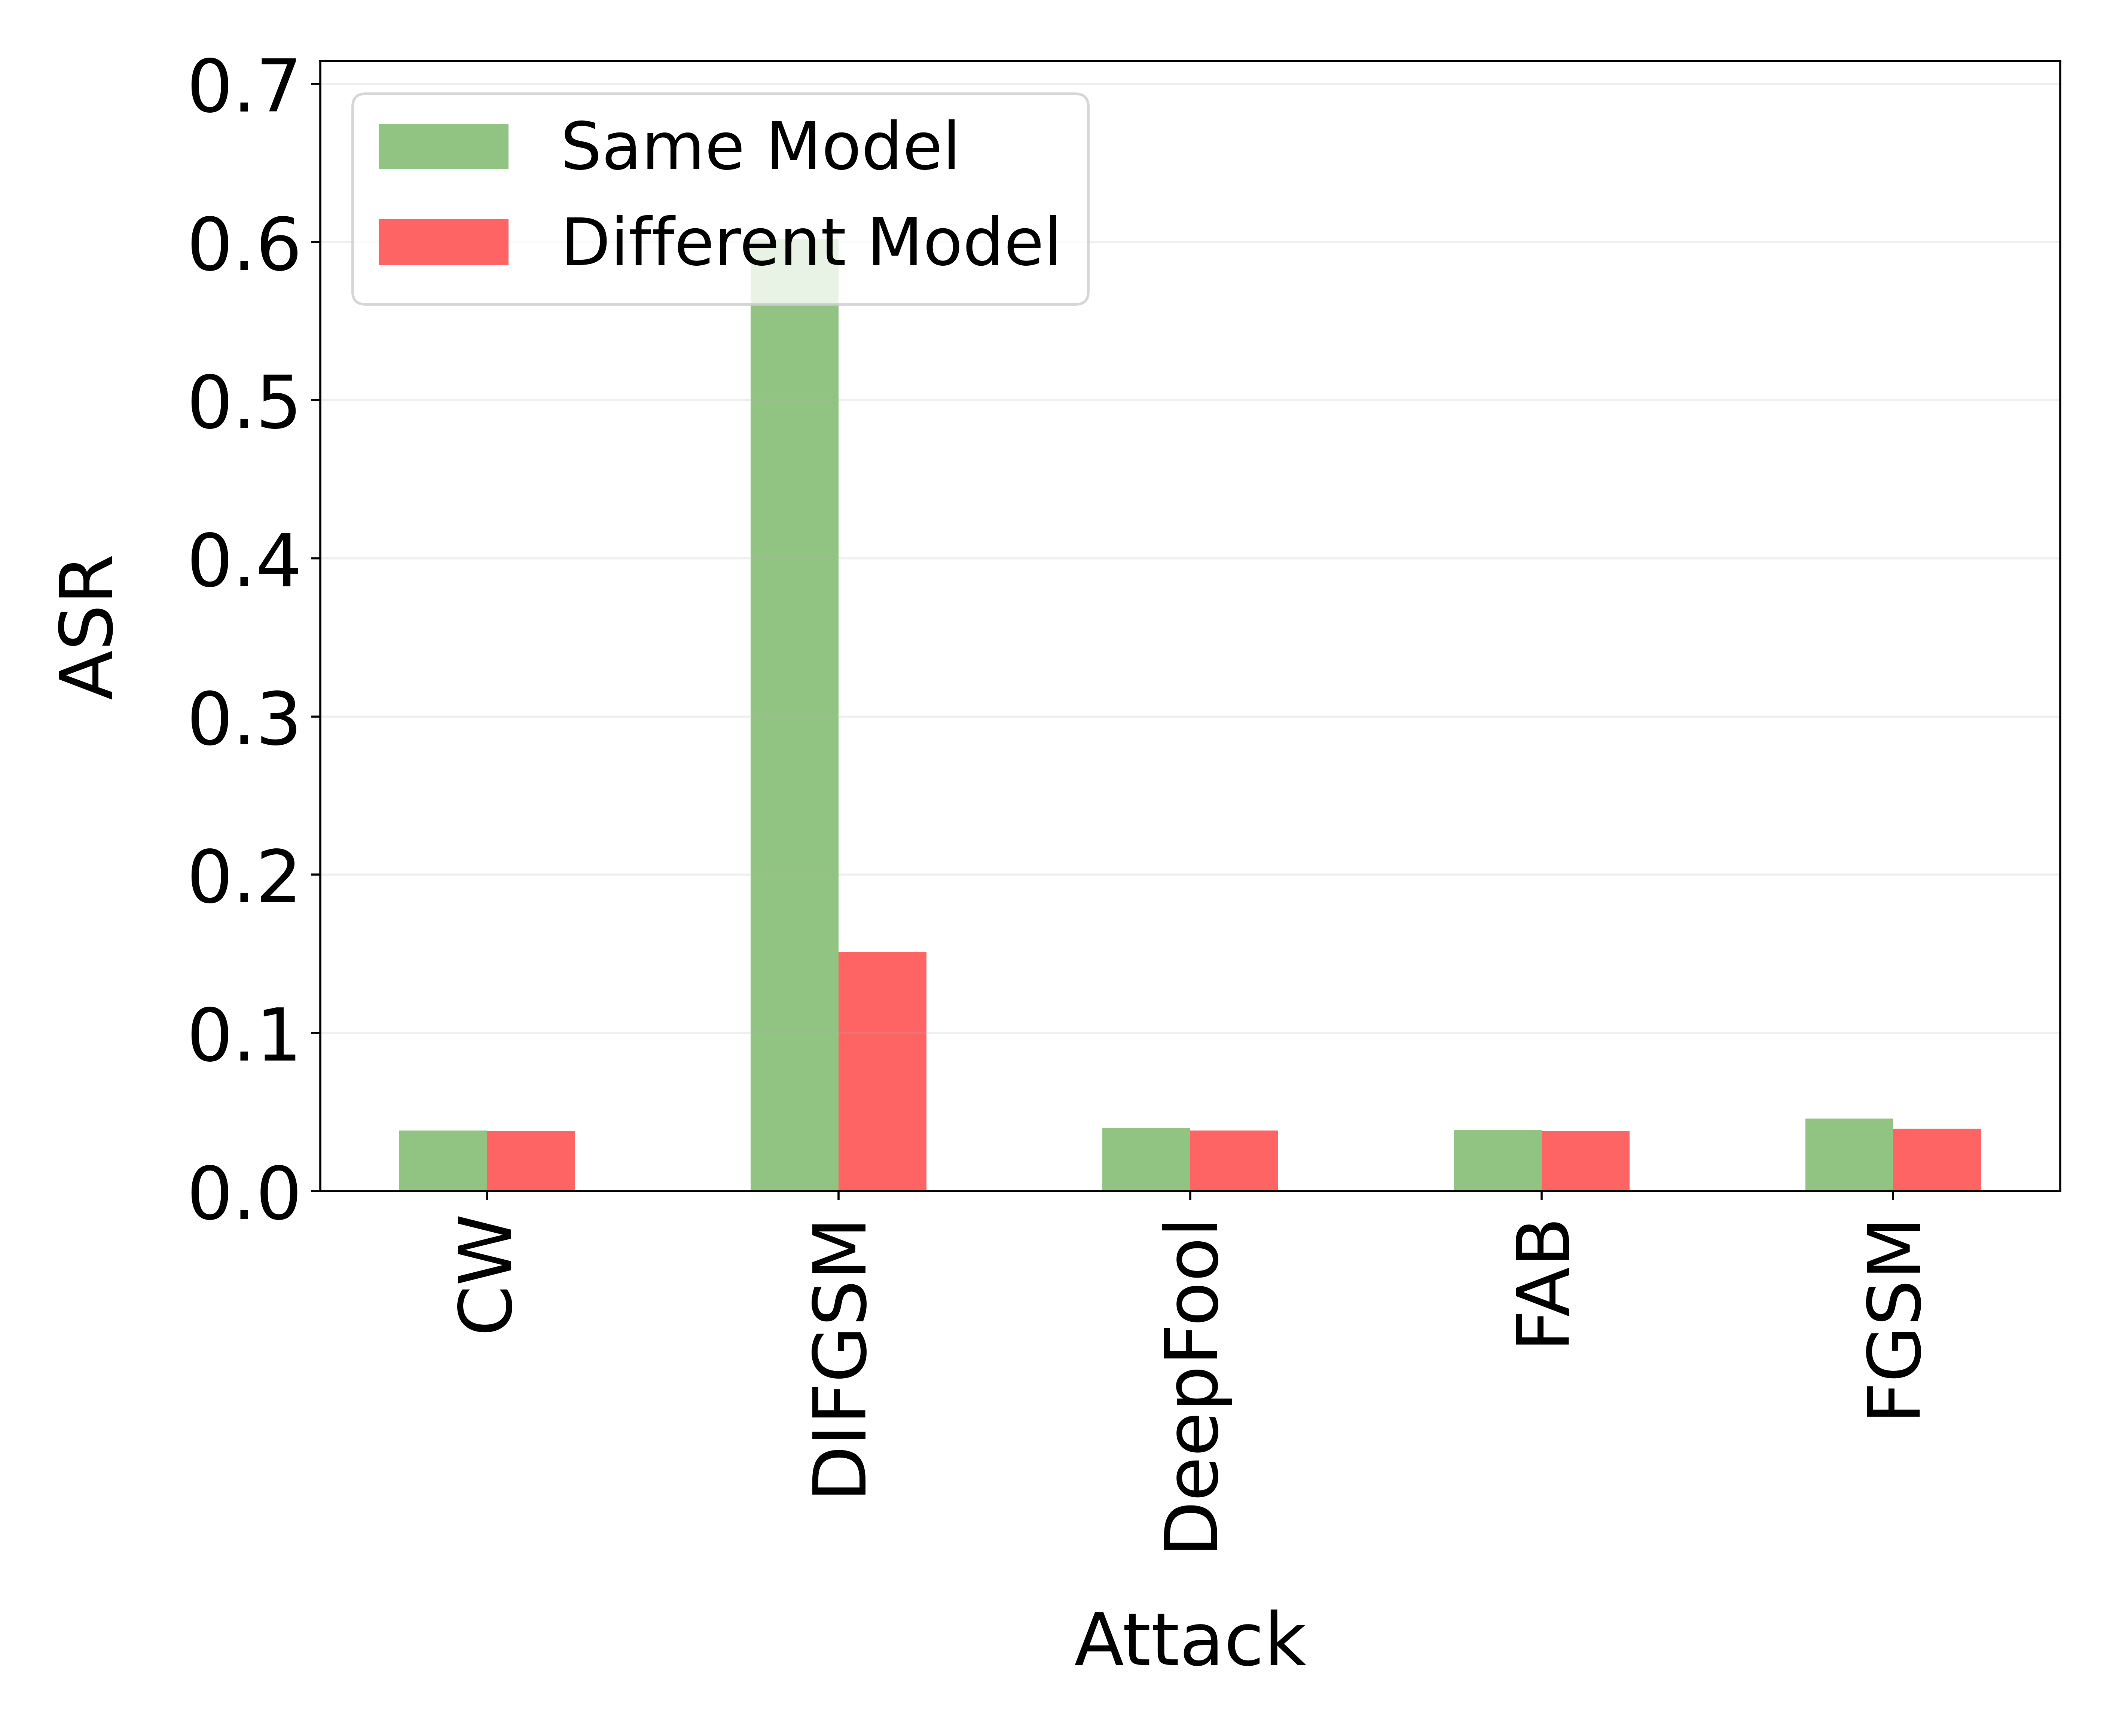 0.7
0.6
0.5
0.4
0.3
0.2
0.1
0.0
ASR
Same Model
Different Model
CW
DIFGSM
DeepFool
FAB
FGSM
Attack